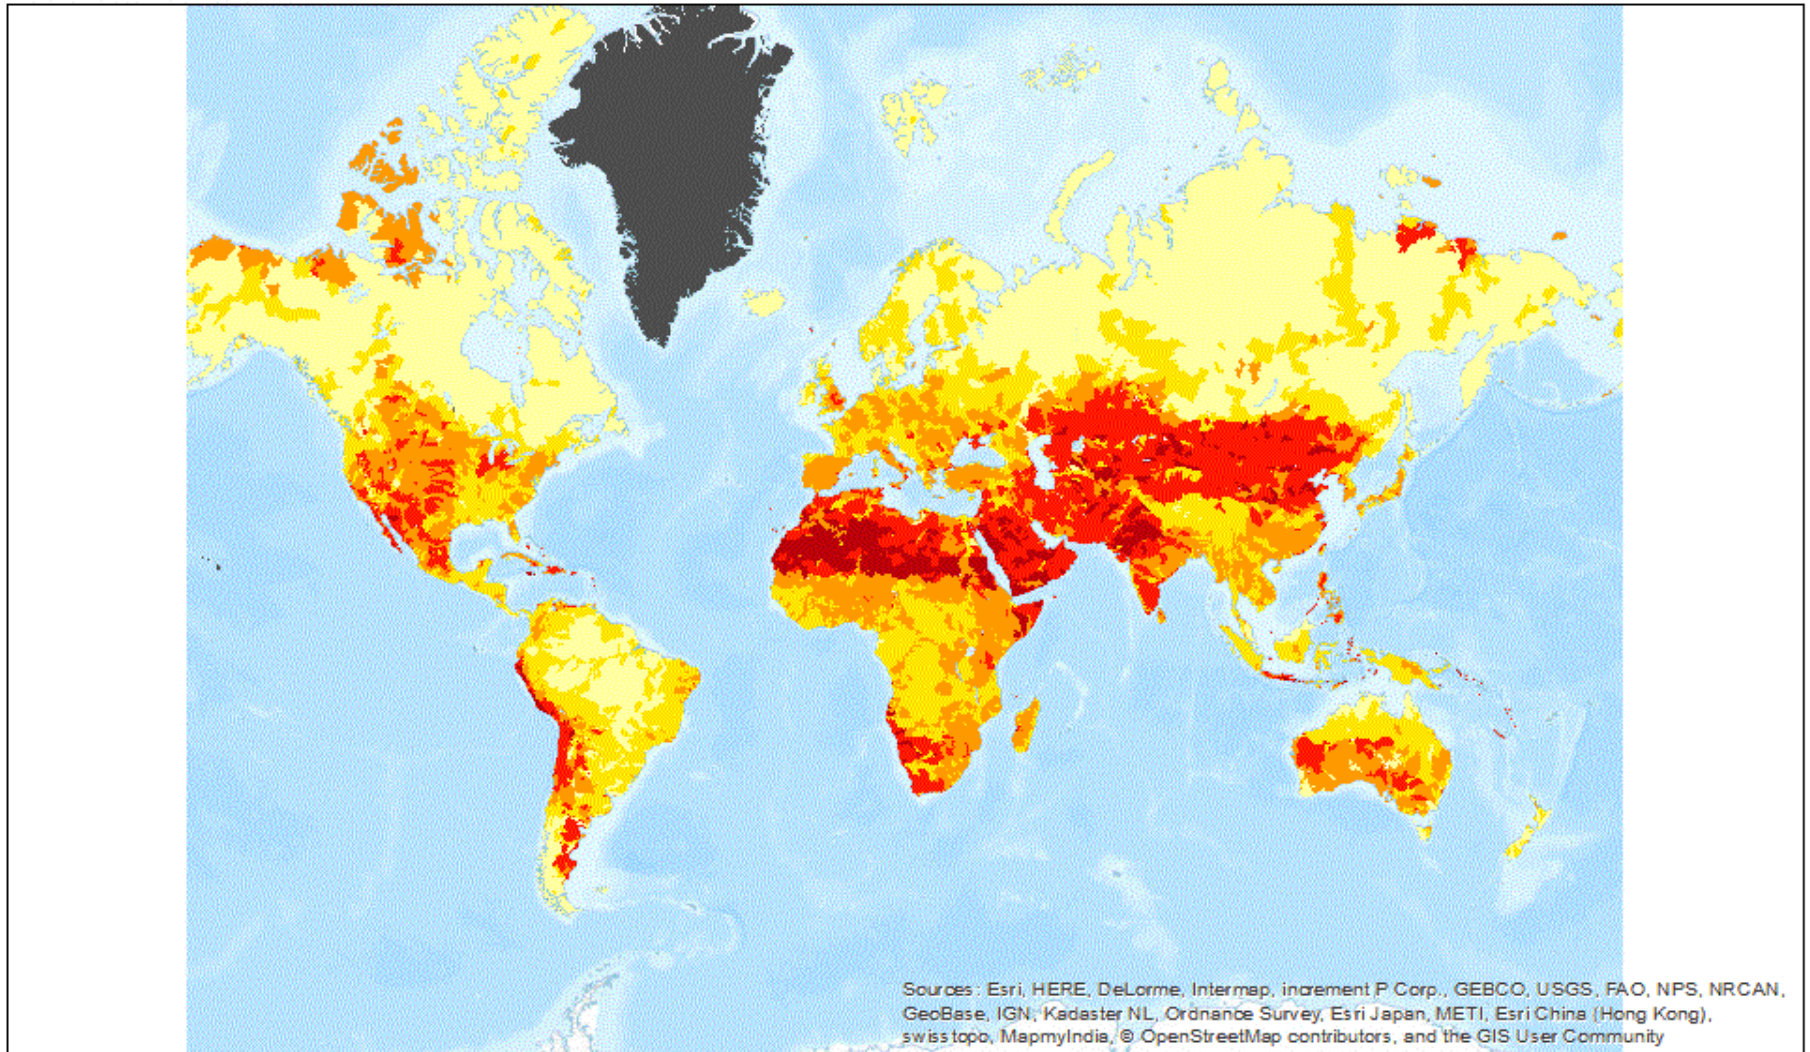 Sources: Esri, HERE, DeLorme, Intermap, increment P Corp., GEBCO, USGS, FAO, NPS, NRCAN,
GeoBase, IGN, Kadaster NL, Ordnance Survey, Esri Japan, METI, Esri China (Hong Kong),
swisstopo, MapmyIndia, © OpenStreetMap contributors, and the GIS User Community